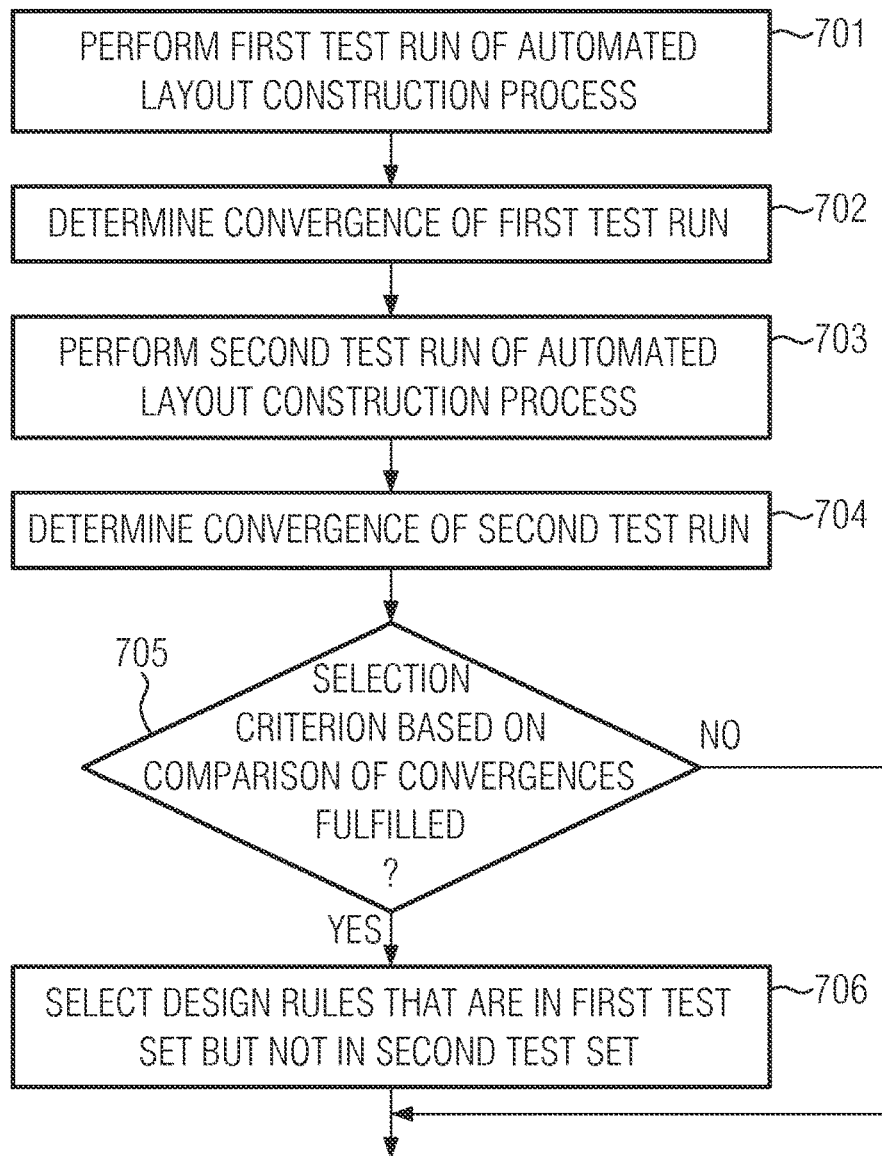 PERFORM FIRST TEST RUN OF AUTOMATED
LAYOUT CONSTRUCTION PROCESS
701
DETERMINE CONVERGENCE OF FIRST TEST RUN
702
PERFORM SECOND TEST RUN OF AUTOMATED
LAYOUT CONSTRUCTION PROCESS
703
DETERMINE CONVERGENCE OF SECOND TEST RUN
704
705
SELECTION
CRITERION BASED ON
COMPARISON OF CONVERGENCES
FULFILLED
?
NO
YES
SELECT DESIGN RULES THAT ARE IN FIRST TEST
SET BUT NOT IN SECOND TEST SET
706